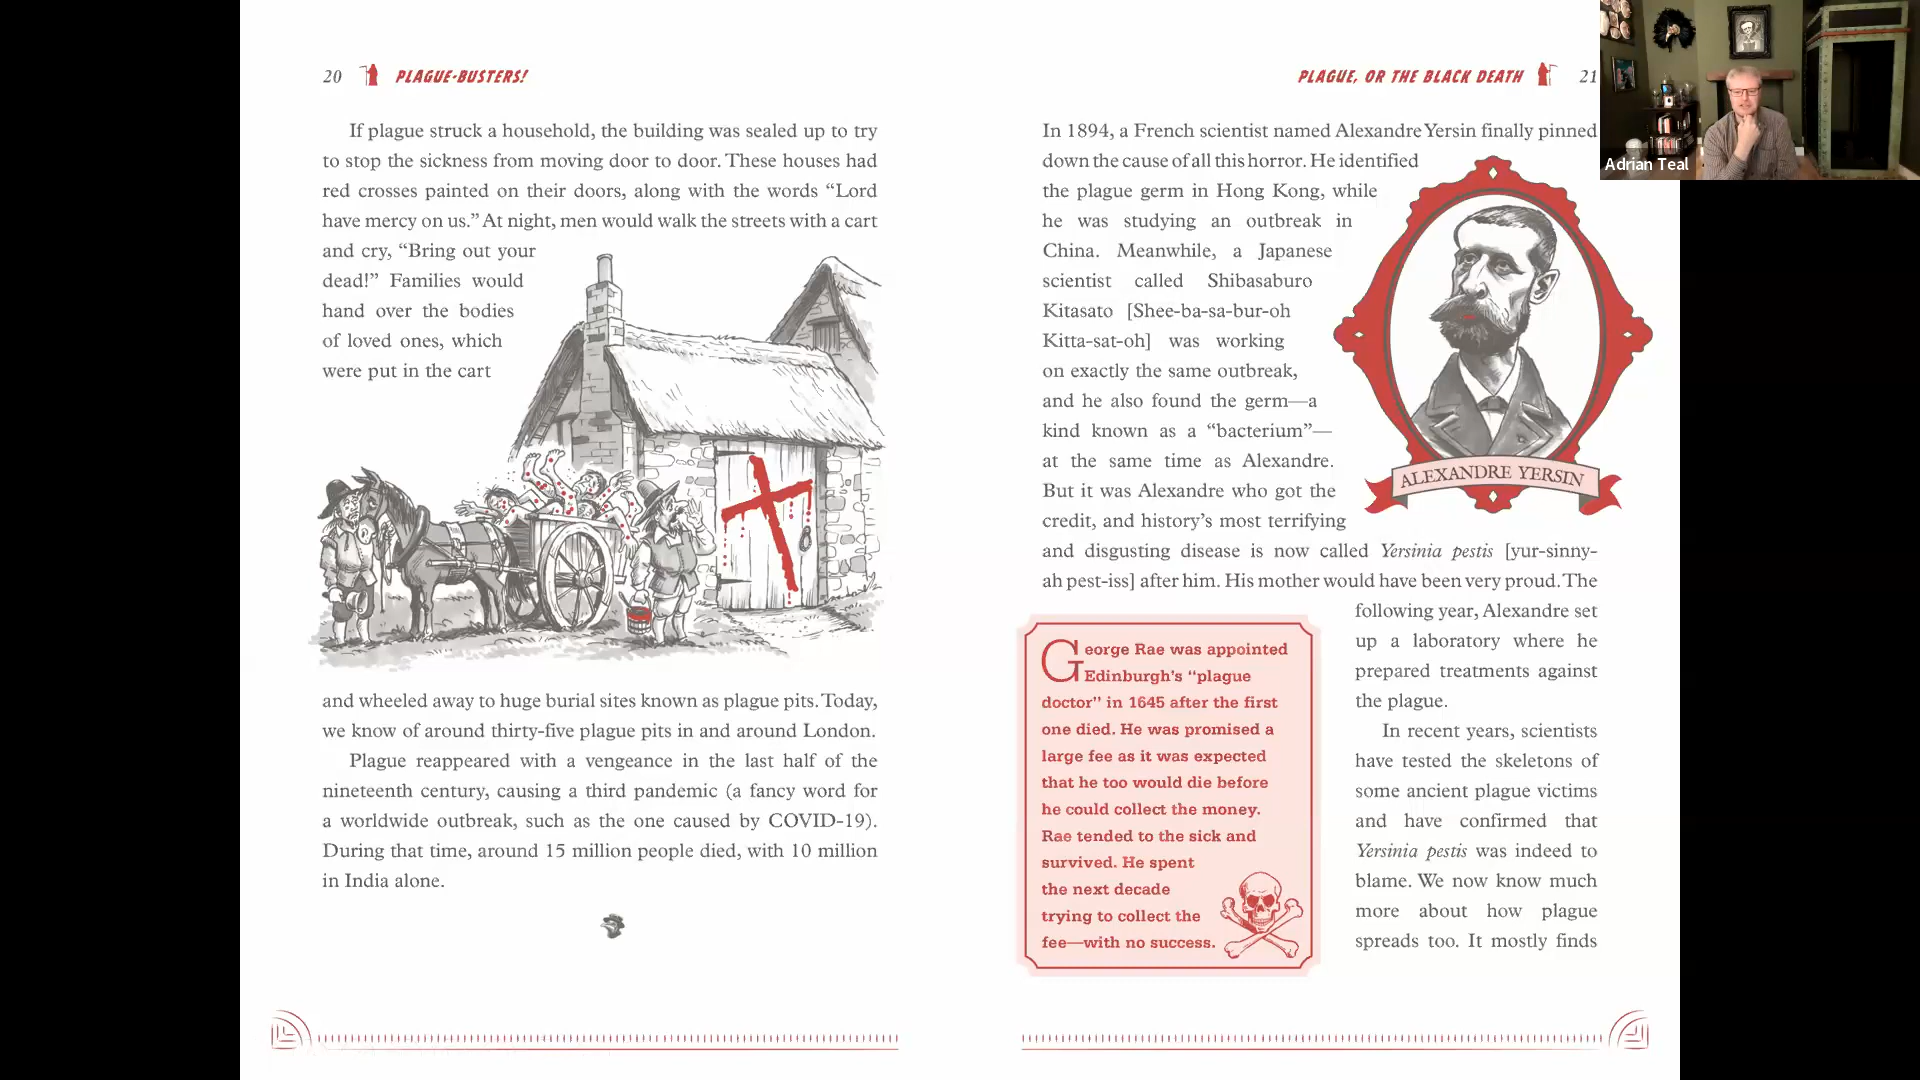 20 PLAGUE-BUSTERS!
If plague struck a household, the building was sealed up to try
to stop the sickness from moving door to door. These houses had
red crosses painted on their doors, along with the words “Lord
have mercy on us.” At night, men would walk the streets with a cart
and cry, “Bring out your
dead!” Families would
hand over the bodies
of loved ones, which
were put in the cart
and wheeled away to huge burial sites known as plague pits. Today,
we know of around thirty-five plague pits in and around London.
Plague reappeared with a vengeance in the last half of the
nineteenth century, causing a third pandemic (a fancy word for
a worldwide outbreak, such as the one caused by COVID-19).
During that time, around 15 million people died, with 10 million
in India alone.
PLAGUE, OR THE BLACK DEATH 21
In 1894, a French scientist named Alexandre Yersin finally pinned
down the cause of all this horror. He identified
the plague germ in Hong Kong, while
he was studying an outbreak in
China. Meanwhile, a Japanese
scientist called Shibasaburo
Kitasato [Shee-ba-sa-bur-oh
Kitta-sat-oh] was working
on exactly the same outbreak,
and he also found the germ—a
kind known as a “bacterium”—
at the same time as Alexandre.
But it was Alexandre who got the
credit, and history’s most terrifying
and disgusting disease is now called Yersinia pestis [yur-sinny-
ah pest-iss] after him. His mother would have been very proud. The
following year, Alexandre set
up a laboratory where he
prepared treatments against
the plague.
In recent years, scientists
have tested the skeletons of
some ancient plague victims
and have confirmed that
Yersinia pestis was indeed to
blame. We now know much
more about how plague
spreads too. It mostly finds
ALEXANDRE YERSIN
George Rae was appointed
Edinburgh’s “plague
doctor” in 1645 after the first
one died. He was promised a
large fee as it was expected
that he too would die before
he could collect the money.
Rae tended to the sick and
survived. He spent
the next decade
trying to collect the
fee—with no success.
Adrian Teal